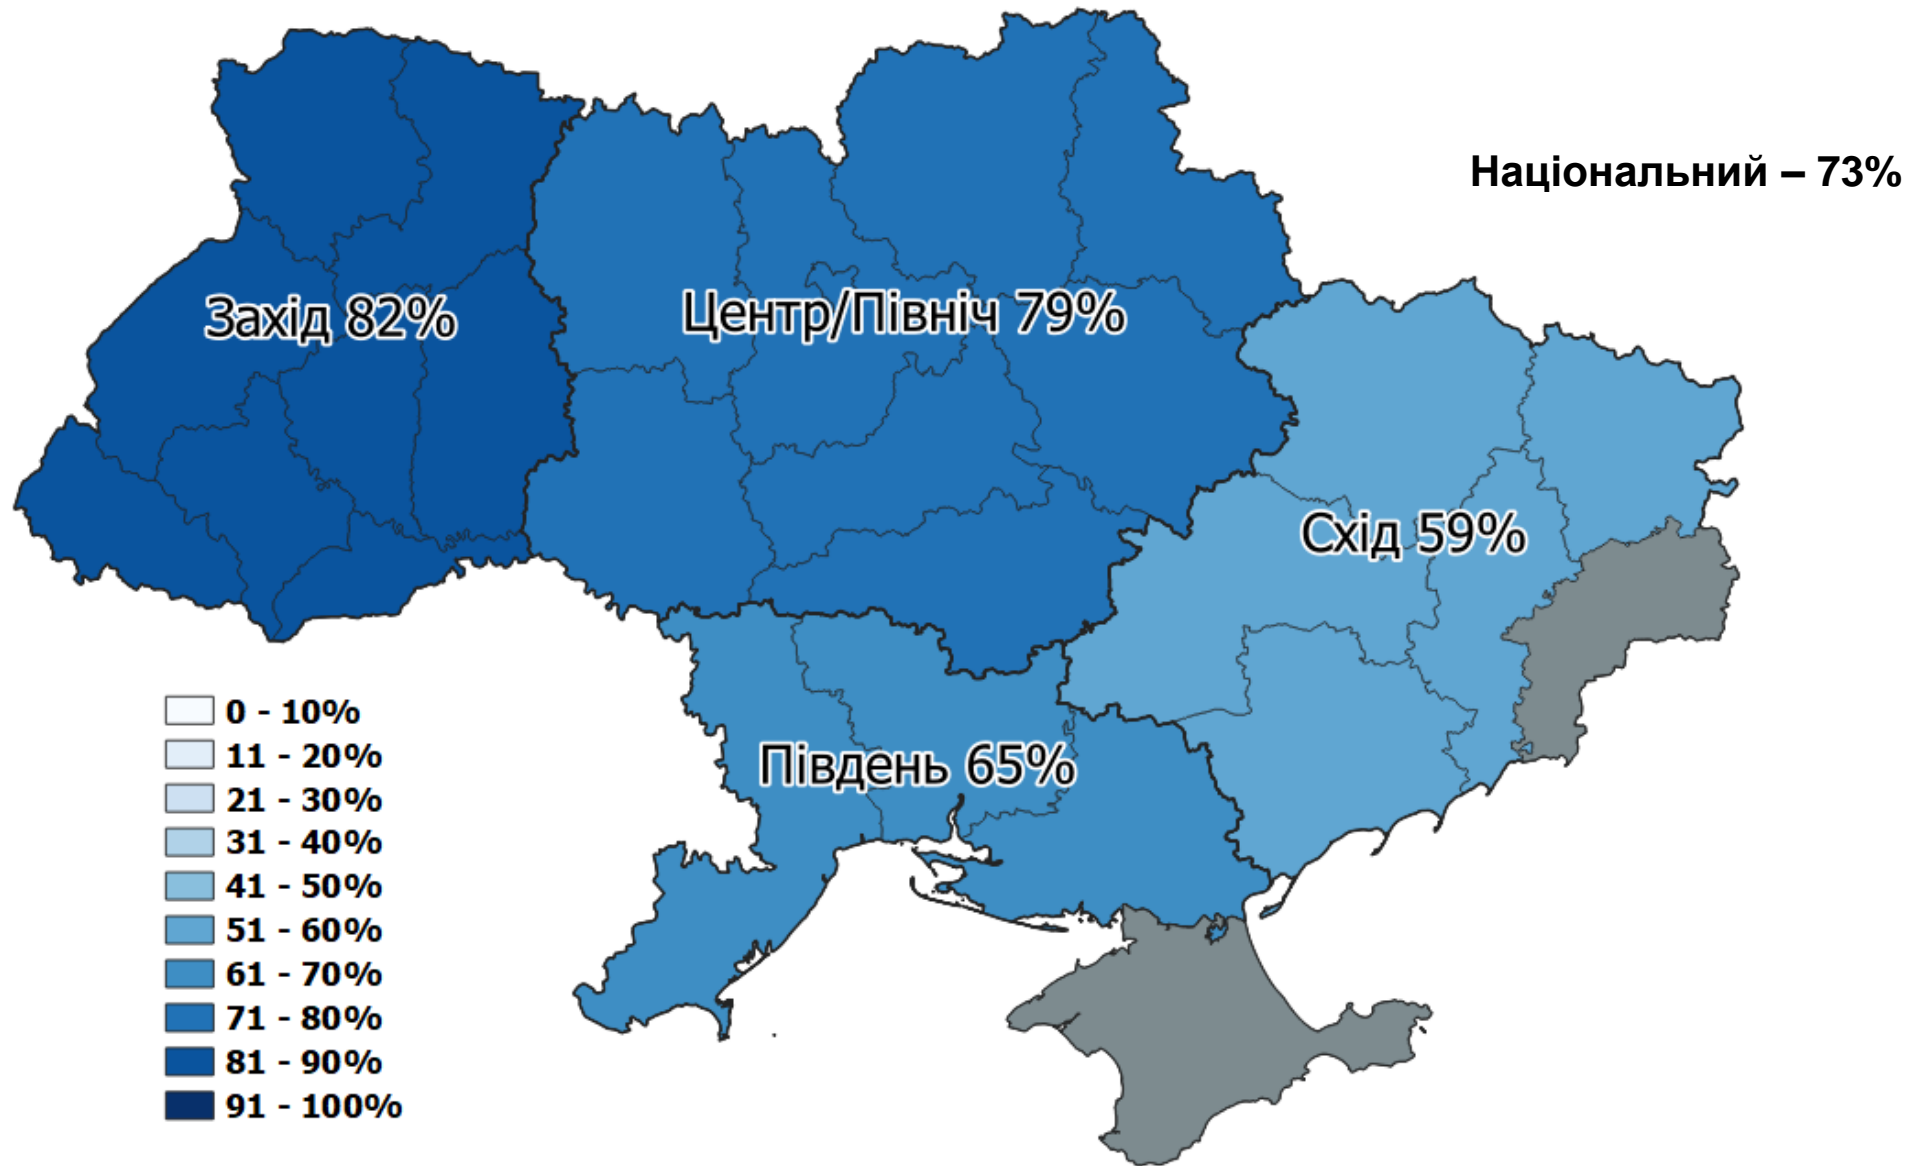 Національний – 73%
Захід 82%
Центр/Північ 79%
Схід 59%
Південь 65%
0 - 10%
11 - 20%
21 - 30%
31 - 40%
41 - 50%
51 - 60%
61 - 70%
71 - 80%
81 - 90%
91 - 100%